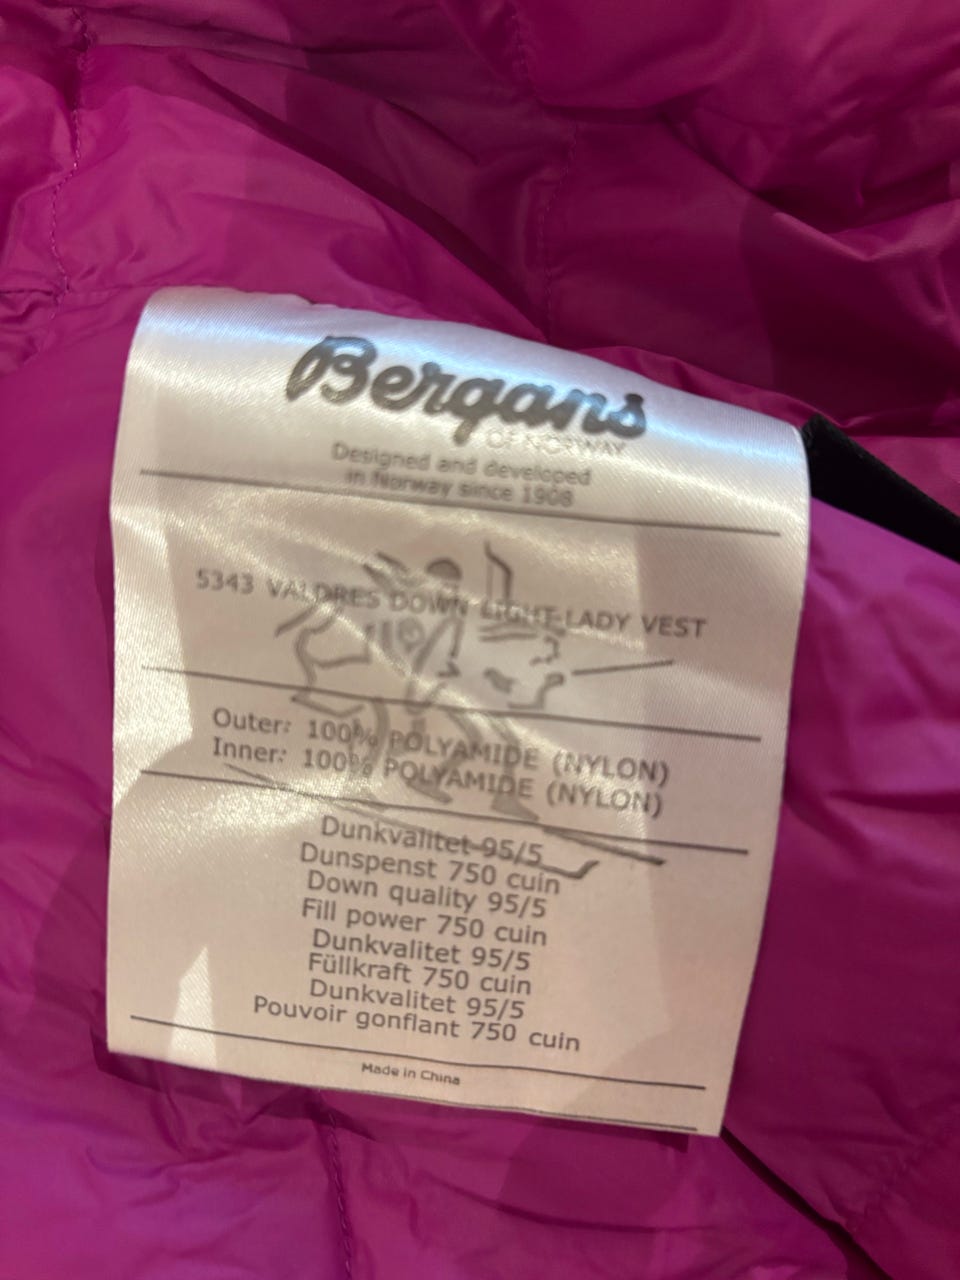 Bergans
OF NORWAY
Designed and developed
in Norway since 1908
5343 VALDRES DOWN LIGHT LADY VEST
Outer: 100% POLYAMIDE (NYLON)
Inner: 100% POLYAMIDE (NYLON)
Dunkvalitet 95/5
Dunspenst 750 cuin
Down quality 95/5
Fill power 750 cuin
Dunkvalitet 95/5
Füllkraft 750 cuin
Dunkvalitet 95/5
Pouvoir gonflant 750 cuin
Made in China